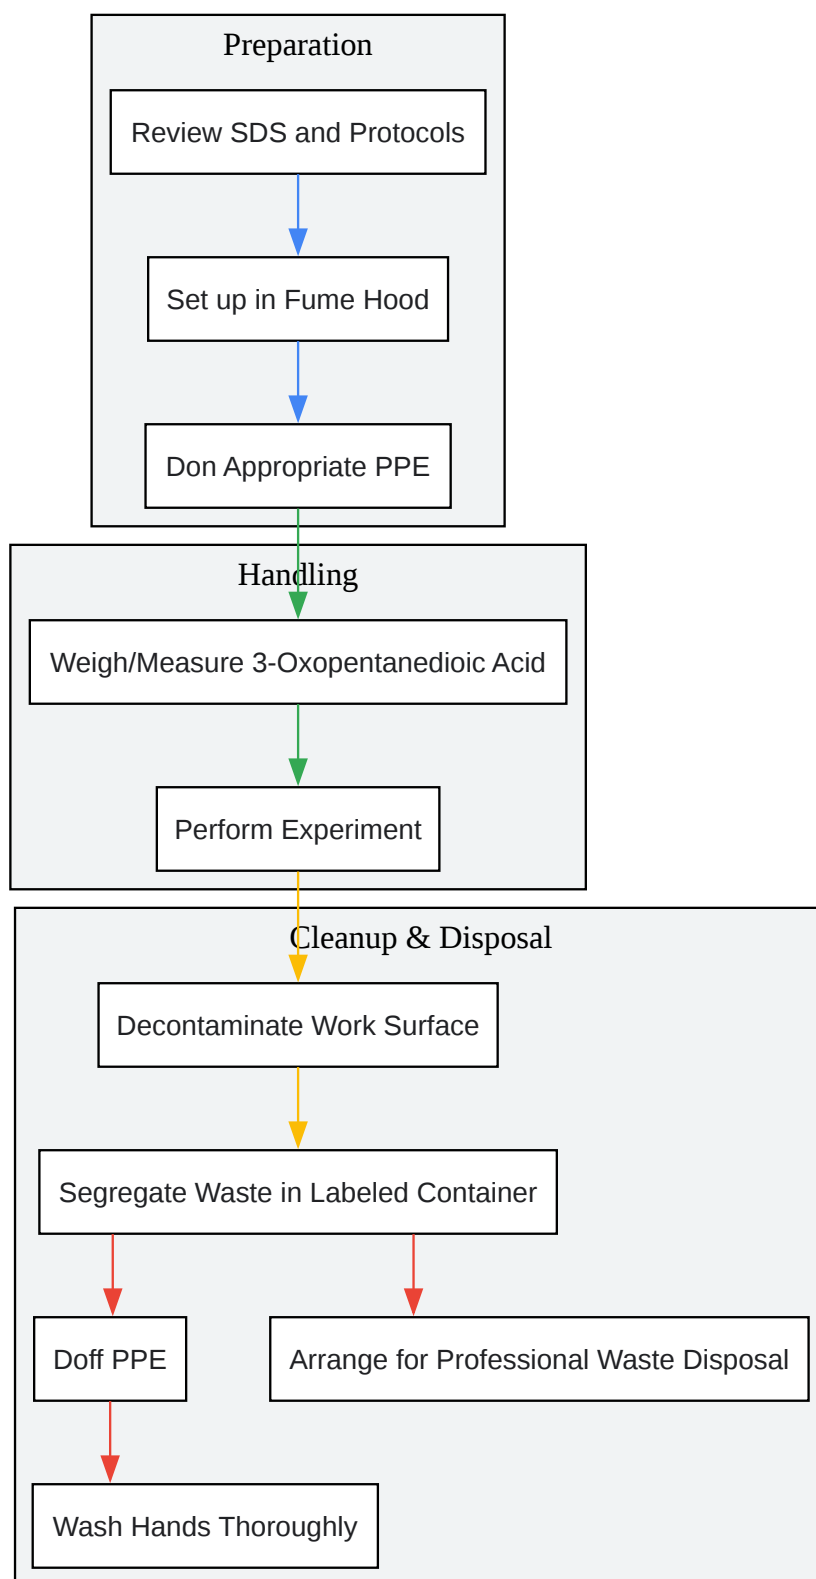 Preparation
Review SDS and Protocols
Set up in Fume Hood
Don Appropriate PPE
Handling
Weigh/Measure 3-Oxopentanedioic Acid
Perform Experiment
Cleanup & Disposal
Decontaminate Work Surface
Segregate Waste in Labeled Container
Doff PPE
Arrange for Professional Waste Disposal
Wash Hands Thoroughly